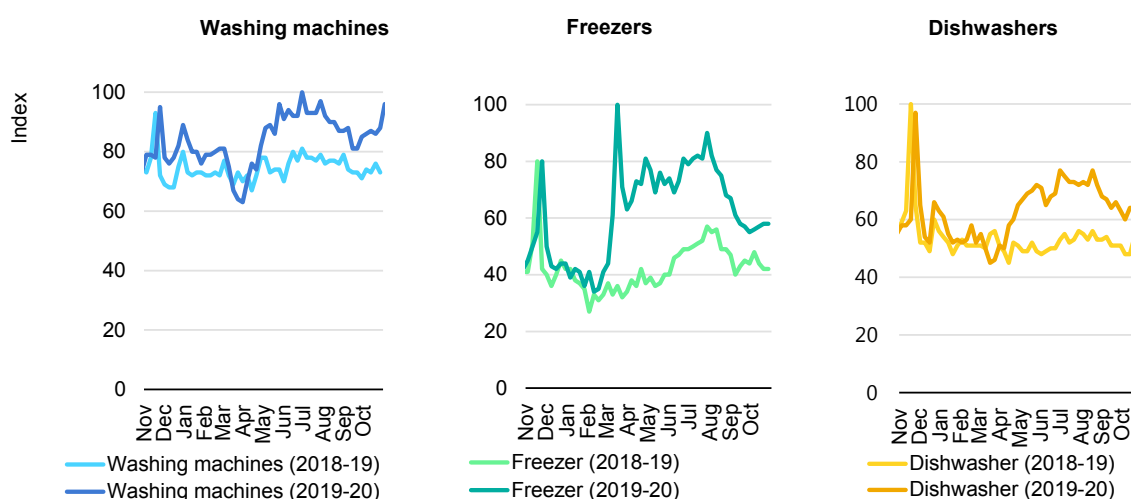 Washing machines
Index
100
80
60
40
20
0
Nov Dec Jan Feb Mar Apr May Jun Jul Aug Sep Oct
Washing machines (2018-19)
Washing machines (2019-20)
Freezers
100
80
60
40
20
0
Nov Dec Jan Feb Mar Apr May Jun Jul Aug Sep Oct
Freezer (2018-19)
Freezer (2019-20)
Dishwashers
100
80
60
40
20
0
Nov Dec Jan Feb Mar Apr May Jun Jul Aug Sep Oct
Dishwasher (2018-19)
Dishwasher (2019-20)